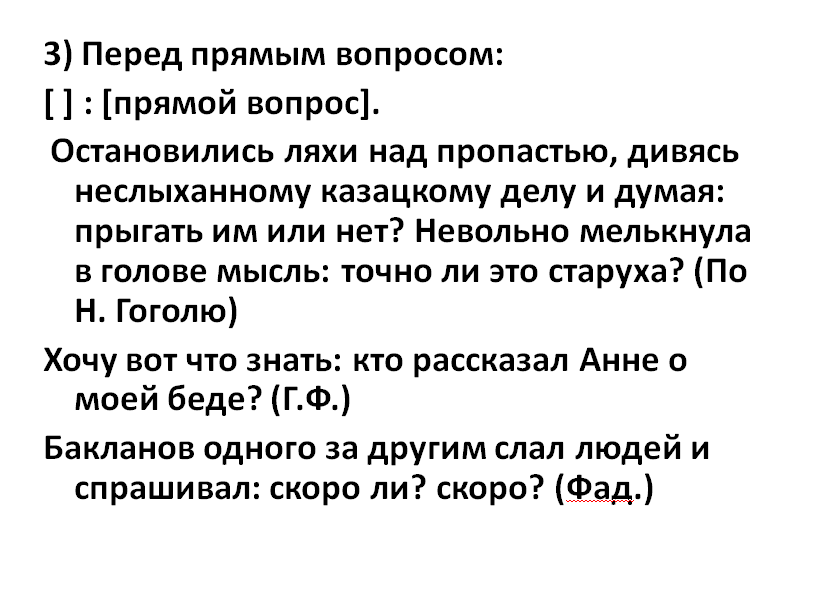 3) Перед прямым вопросом:
[ ] : [прямой вопрос].
Остановились ляхи над пропастью, дивясь
неслыханному казацкому делу и думая:
прыгать им или нет? Невольно мелькнула
в голове мысль: точно ли это старуха? (По
Н. Гоголю)
Хочу вот что знать: кто рассказал Анне о
моей беде? (Г.Ф.)
Бакланов одного за другим слал людей и
спрашивал: скоро ли? скоро? (Фад.)